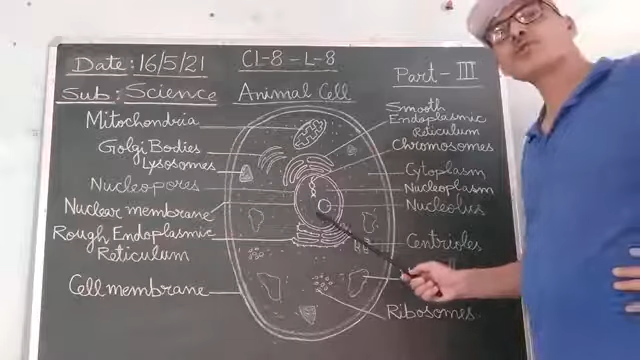 Date: 16/5/21
Cl-8 - L-8
Part - III
Sub: Science
Animal Cell
Mitochondria
Golgi Bodies
Lysosomes
Nucleopores
Nuclear membrane
Rough Endoplasmic
Reticulum
Cell membrane
Smooth
Endoplasmic
Reticulum
Chromosomes
Cytoplasm
Nucleoplasm
Nucleolus
Centrioles
Ribosomes